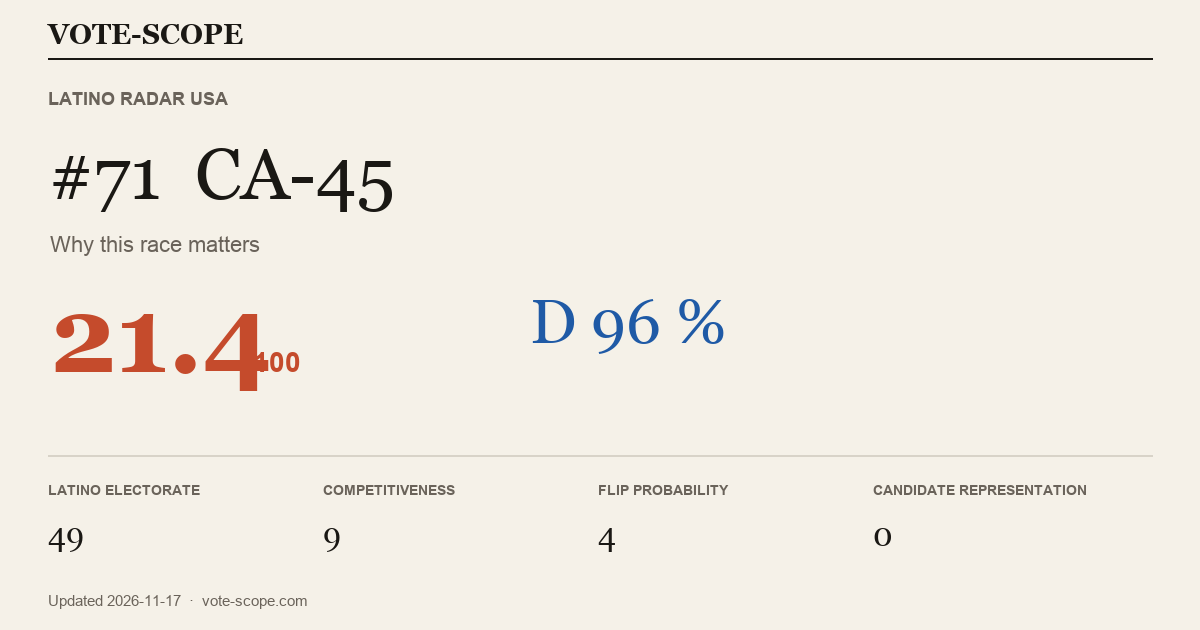 VOTE-SCOPE
LATINO RADAR USA
#71 CA-45
Why this race matters
21.4
D 96 %
LATINO ELECTORATE
COMPETITIVENESS
FLIP PROBABILITY
CANDIDATE REPRESENTATION
49
9
4
0
Updated 2026-11-17 · vote-scope.com